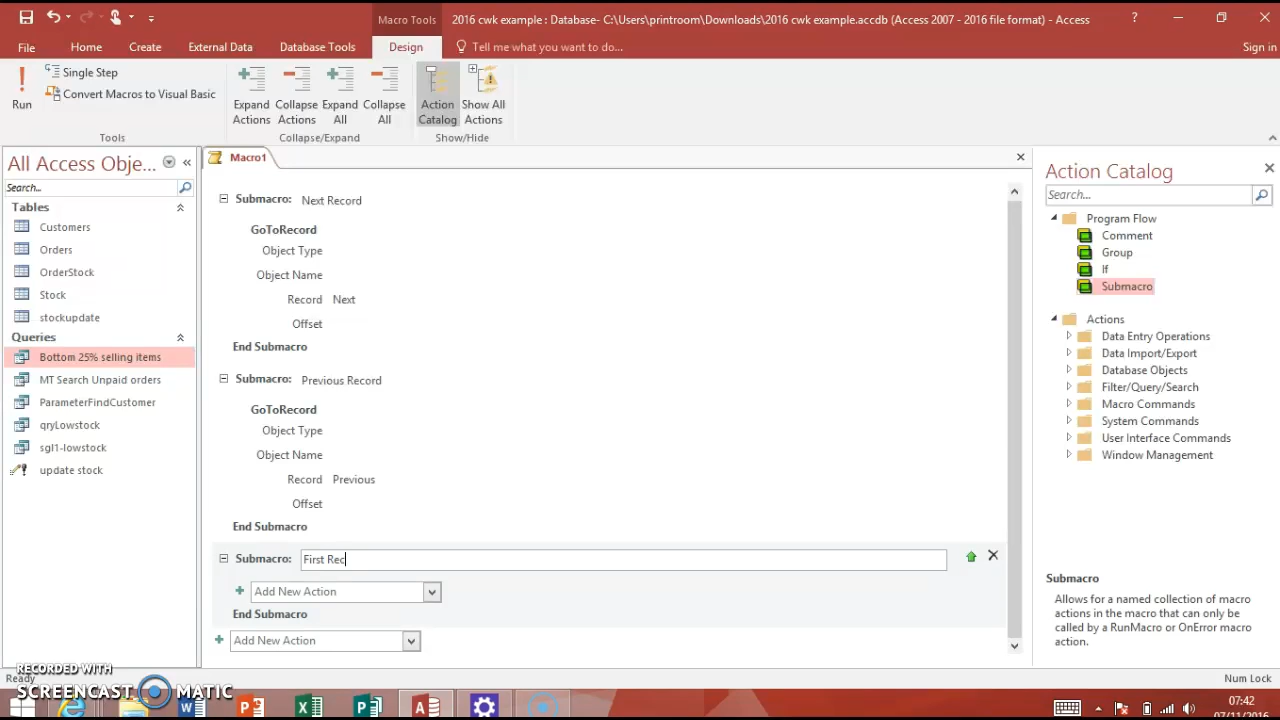 Macro Tools
2016 cwk example : Database- C:\Users\printroom\Downloads\2016 cwk example.accdb (Access 2007 - 2016 file format) - Access
?
File
Home
Create
External Data
Database Tools
Design
Tell me what you want to do...
Sign in
Run
Single Step
Convert Macros to Visual Basic
Tools
Expand Actions
Collapse Actions
Expand All
Collapse All
Collapse/Expand
Action Catalog
Show All Actions
Show/Hide
All Access Obje...
Search...
Tables
Customers
Orders
OrderStock
Stock
stockupdate
Queries
Bottom 25% selling items
MT Search Unpaid orders
ParameterFindCustomer
qryLowstock
sgl1-lowstock
update stock
Macro1
Submacro: Next Record
GoToRecord
Object Type
Object Name
Record Next
Offset
End Submacro
Submacro: Previous Record
GoToRecord
Object Type
Object Name
Record Previous
Offset
End Submacro
Submacro: First Rec
Add New Action
End Submacro
Add New Action
Action Catalog
Search...
Program Flow
Comment
Group
If
Submacro
Actions
Data Entry Operations
Data Import/Export
Database Objects
Filter/Query/Search
Macro Commands
System Commands
User Interface Commands
Window Management
Submacro
Allows for a named collection of macro
actions in the macro that can only be
called by a RunMacro or OnError macro
action.
Ready
Num Lock
RECORDED WITH
SCREENCAST MATIC
07:42
07/11/2016